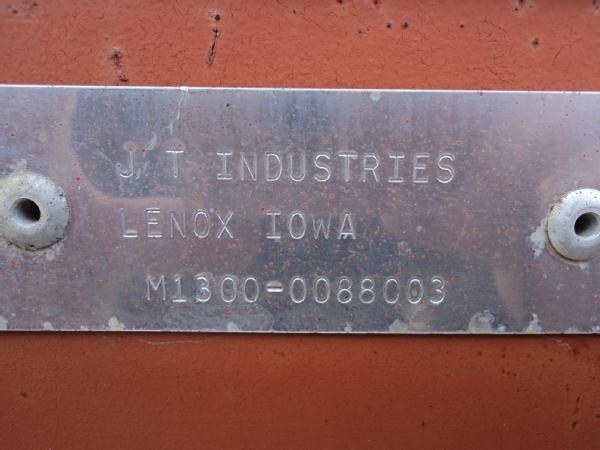 J, T INDUSTRIES
LENOX IOWA
M1300-0088003